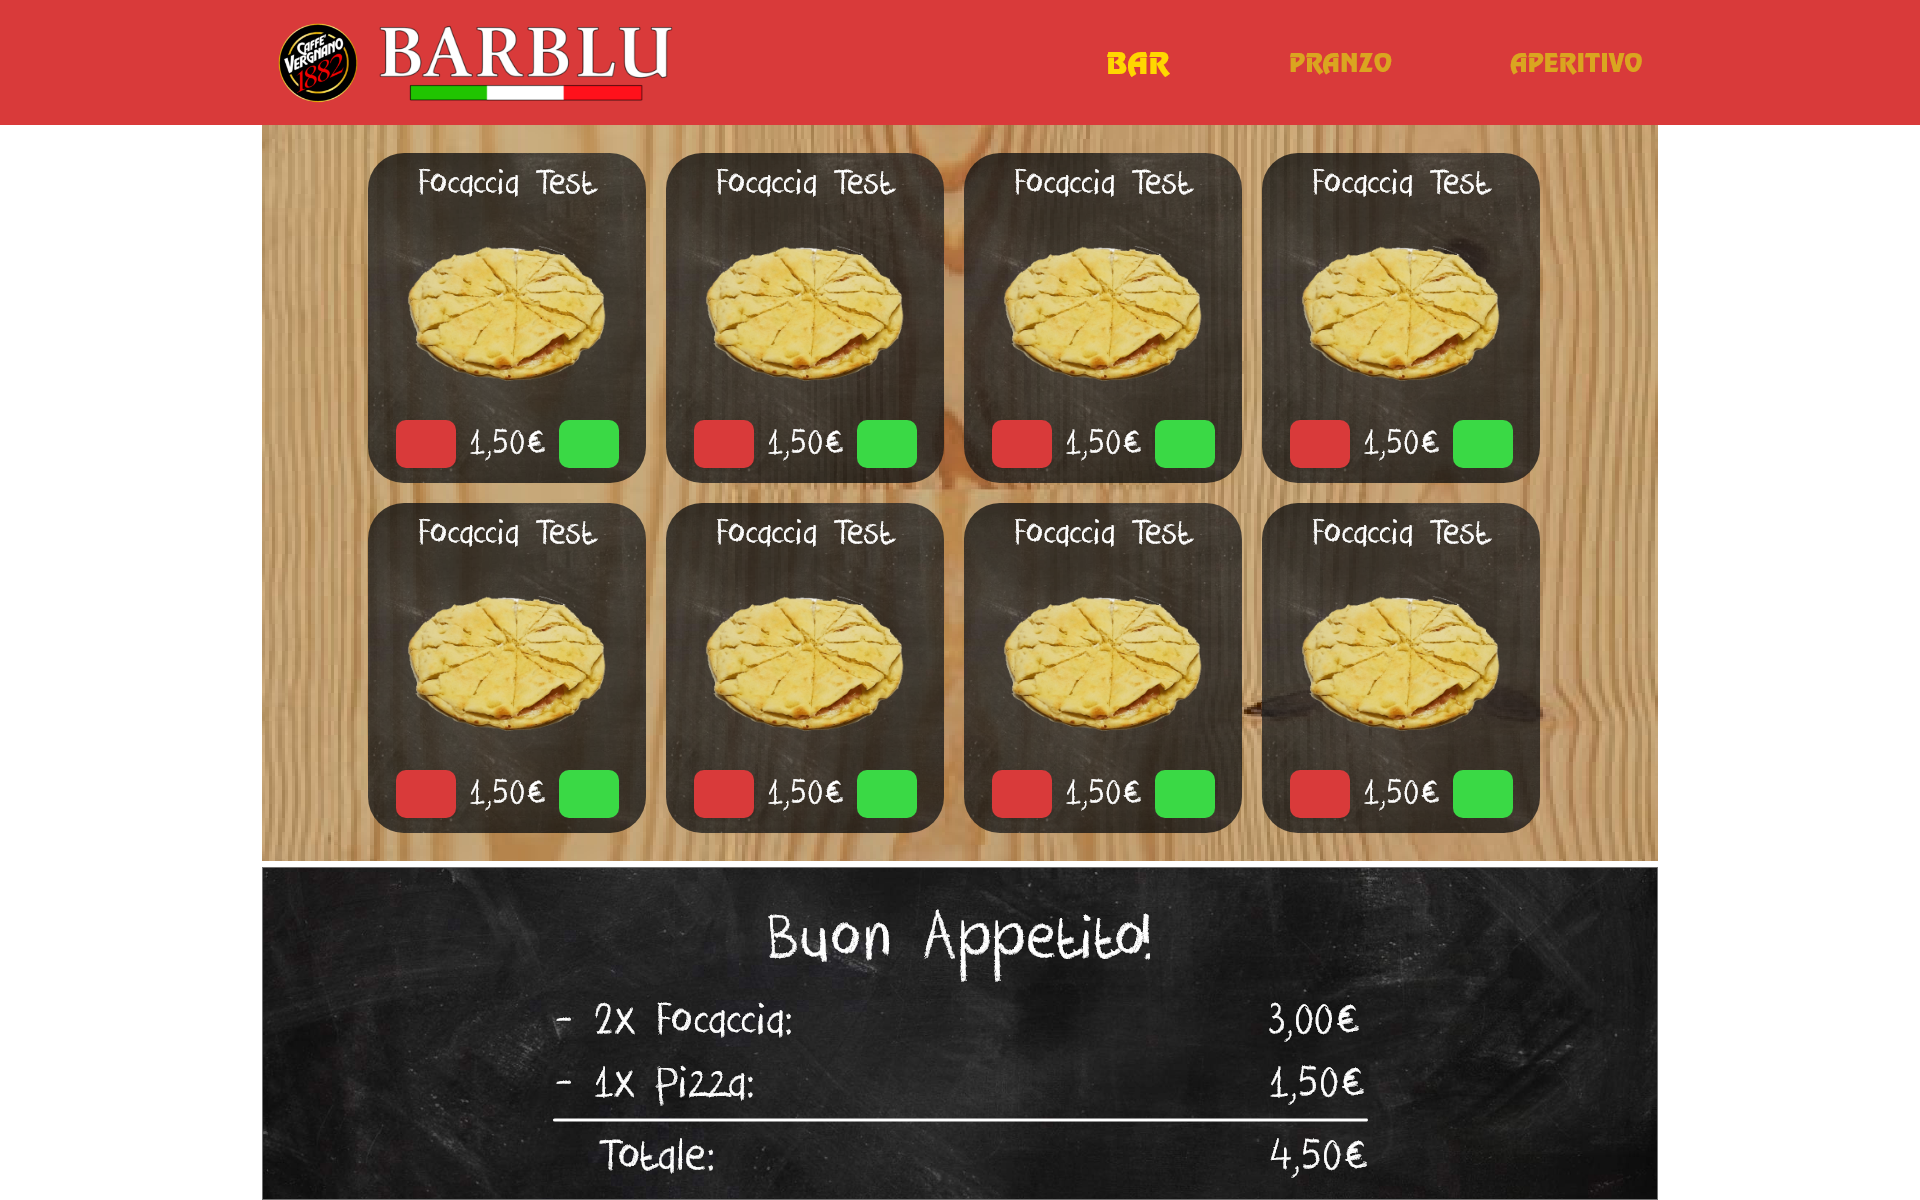 CAFFÈ VERGNANO 1882
BARBLU
BAR PRANZO APERITIVO
Focaccia Test Focaccia Test Focaccia Test Focaccia Test
1,50€ 1,50€ 1,50€ 1,50€
Focaccia Test Focaccia Test Focaccia Test Focaccia Test
1,50€ 1,50€ 1,50€ 1,50€
Buon Appetito!
- 2x Focaccia: 3,00€
- 1x Pizza: 1,50€
Totale: 4,50€